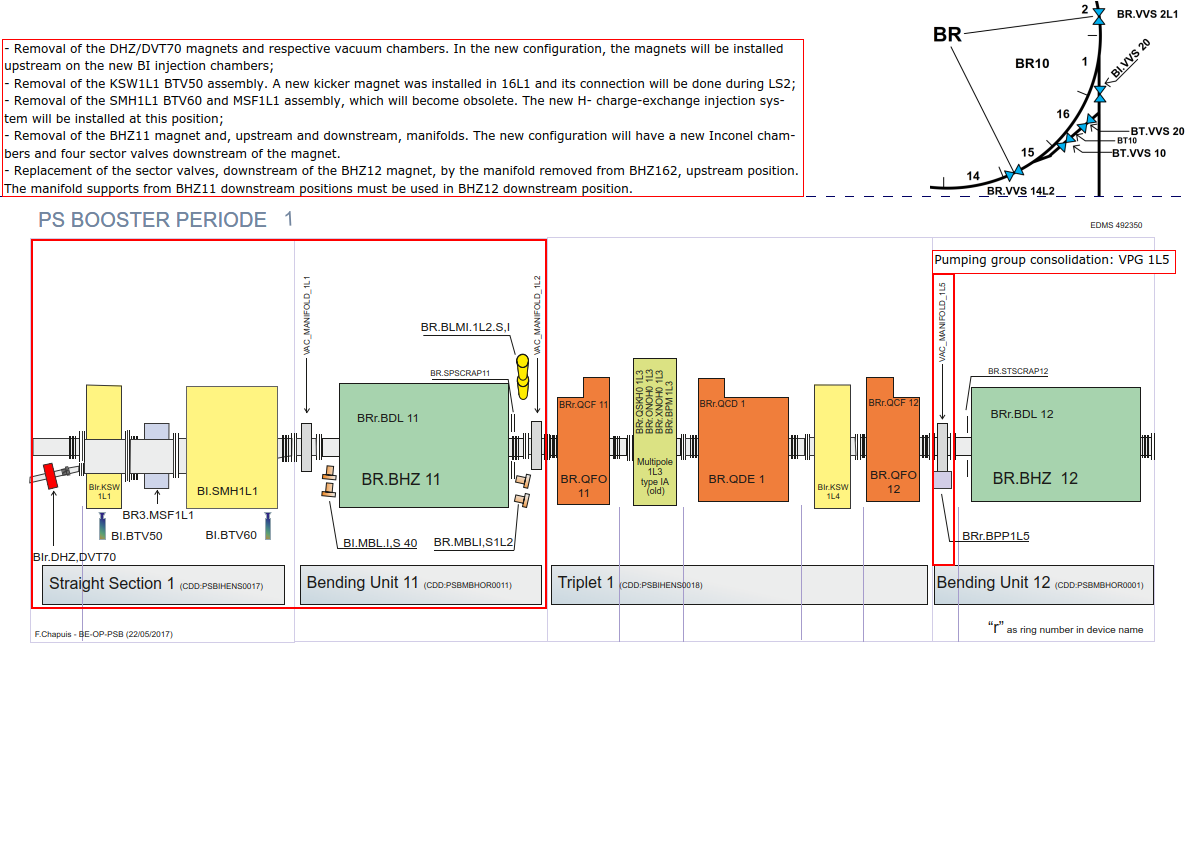 2
BR.VVS 2L1
BR
BI.VVS 20
BR10
1
16
BT.VVS 20
BT10
BT.VVS 10
15
14
BR.VVS 14L2
- Removal of the DHZ/DVT70 magnets and respective vacuum chambers. In the new configuration, the magnets will be installed
upstream on the new BI injection chambers;
- Removal of the KSW1L1 BTV50 assembly. A new kicker magnet was installed in 16L1 and its connection will be done during LS2;
- Removal of the SMH1L1 BTV60 and MSF1L1 assembly, which will become obsolete. The new H- charge-exchange injection sys-
tem will be installed at this position;
- Removal of the BHZ11 magnet and, upstream and downstream, manifolds. The new configuration will have a new Inconel cham-
bers and four sector valves downstream of the magnet.
- Replacement of the sector valves, downstream of the BHZ12 magnet, by the manifold removed from BHZ162, upstream position.
The manifold supports from BHZ11 downstream positions must be used in BHZ12 downstream position.
PS BOOSTER PERIODE 1
EDMS 492350
Pumping group consolidation: VPG 1L5
VAC_MANIFOLD_1L1
VAC_MANIFOLD_1L2
VAC_MANIFOLD_1L5
BR.BLMI.1L2.S,I
BR.SPSCRAP11
BR.STSCRAP12
BRr.BDL 11
BR.BHZ 11
BRr.QCF 11
BR.QFO
11
BRr.QSKH0 1L3
BRr.ONOH0 1L3
BRr.XNOH0 1L3
BRr.BPM 1L3
Multipole
1L3
type IA
(old)
BRr.QCD 1
BR.QDE 1
BIr.KSW
1L4
BRr.QCF 12
BR.QFO
12
BRr.BDL 12
BR.BHZ 12
BIr.KSW
1L1
BI.SMH1L1
BR3.MSF1L1
BI.BTV50
BI.BTV60
BI.MBL.I,S 40
BR.MBLI,S1L2
BRr.BPP1L5
BIr.DHZ,DVT70
Straight Section 1 (CDD:PSBIHENS0017)
Bending Unit 11 (CDD:PSBMBHOR0011)
Triplet 1 (CDD:PSBIHENS0018)
Bending Unit 12 (CDD:PSBMBHOR0001)
F.Chapuis - BE-OP-PSB (22/05/2017)
"r" as ring number in device name